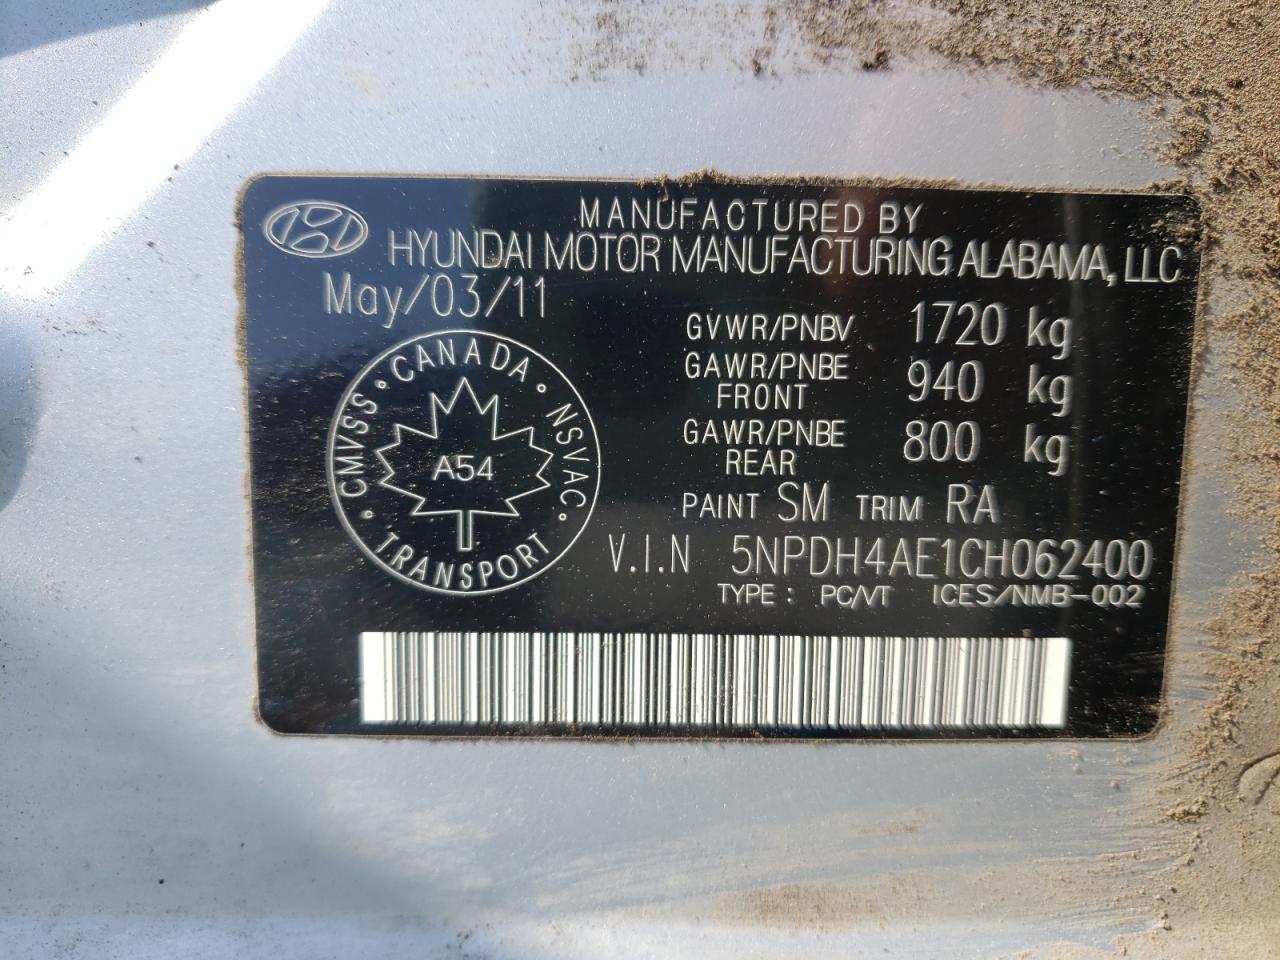 MANUFACTURED BY
HYUNDAI MOTOR MANUFACTURING ALABAMA, LLC
May/03/11
GVWR/PNBV 1720 kg
GAWR/PNBE FRONT 940 kg
GAWR/PNBE REAR 800 kg
CMVSS · CANADA · NSVAC · TRANSPORT ·
A54
PAINT SM TRIM RA
V.I.N 5NPDH4AE1CH062400
TYPE : PC/VT ICES/NMB-002